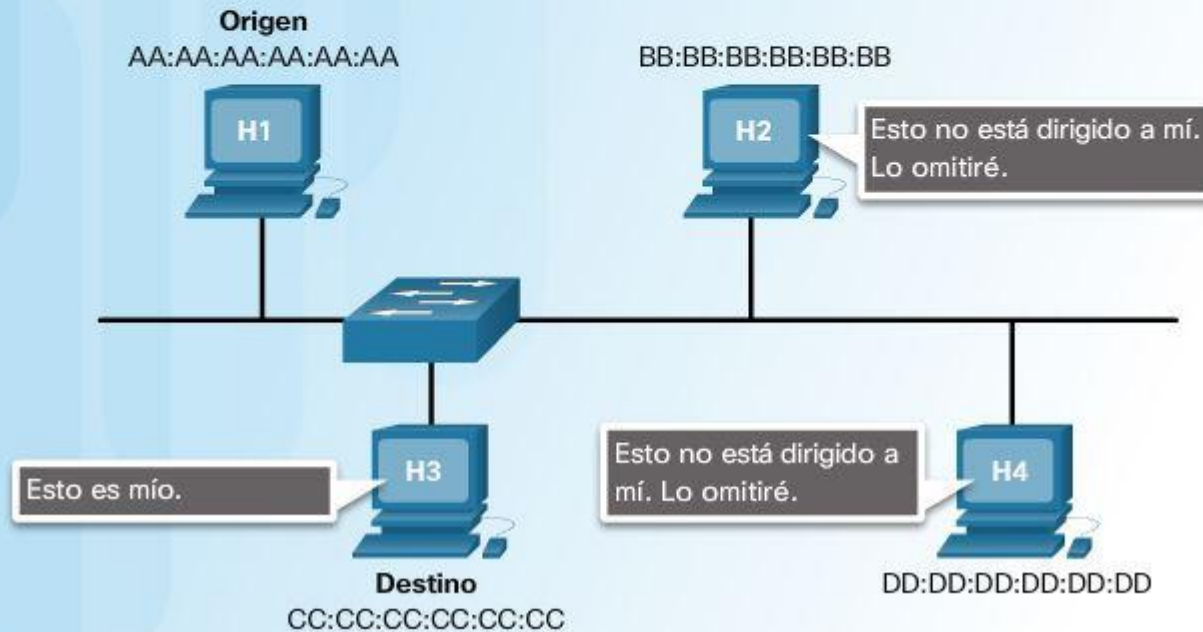 Origen
AA:AA:AA:AA:AA:AA
H1
BB:BB:BB:BB:BB:BB
H2
Esto no está dirigido a mí.
Lo omitiré.
Esto es mío.
H3
Destino
CC:CC:CC:CC:CC:CC
Esto no está dirigido a
mí. Lo omitiré.
H4
DD:DD:DD:DD:DD:DD